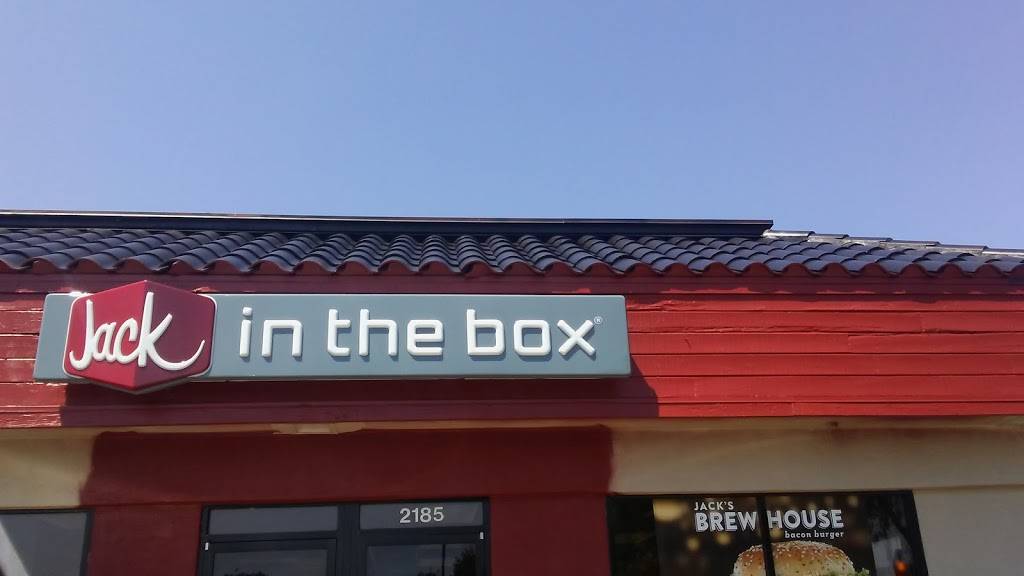 Jack in the box®
2185
JACK'S
BREW HOUSE
bacon burger